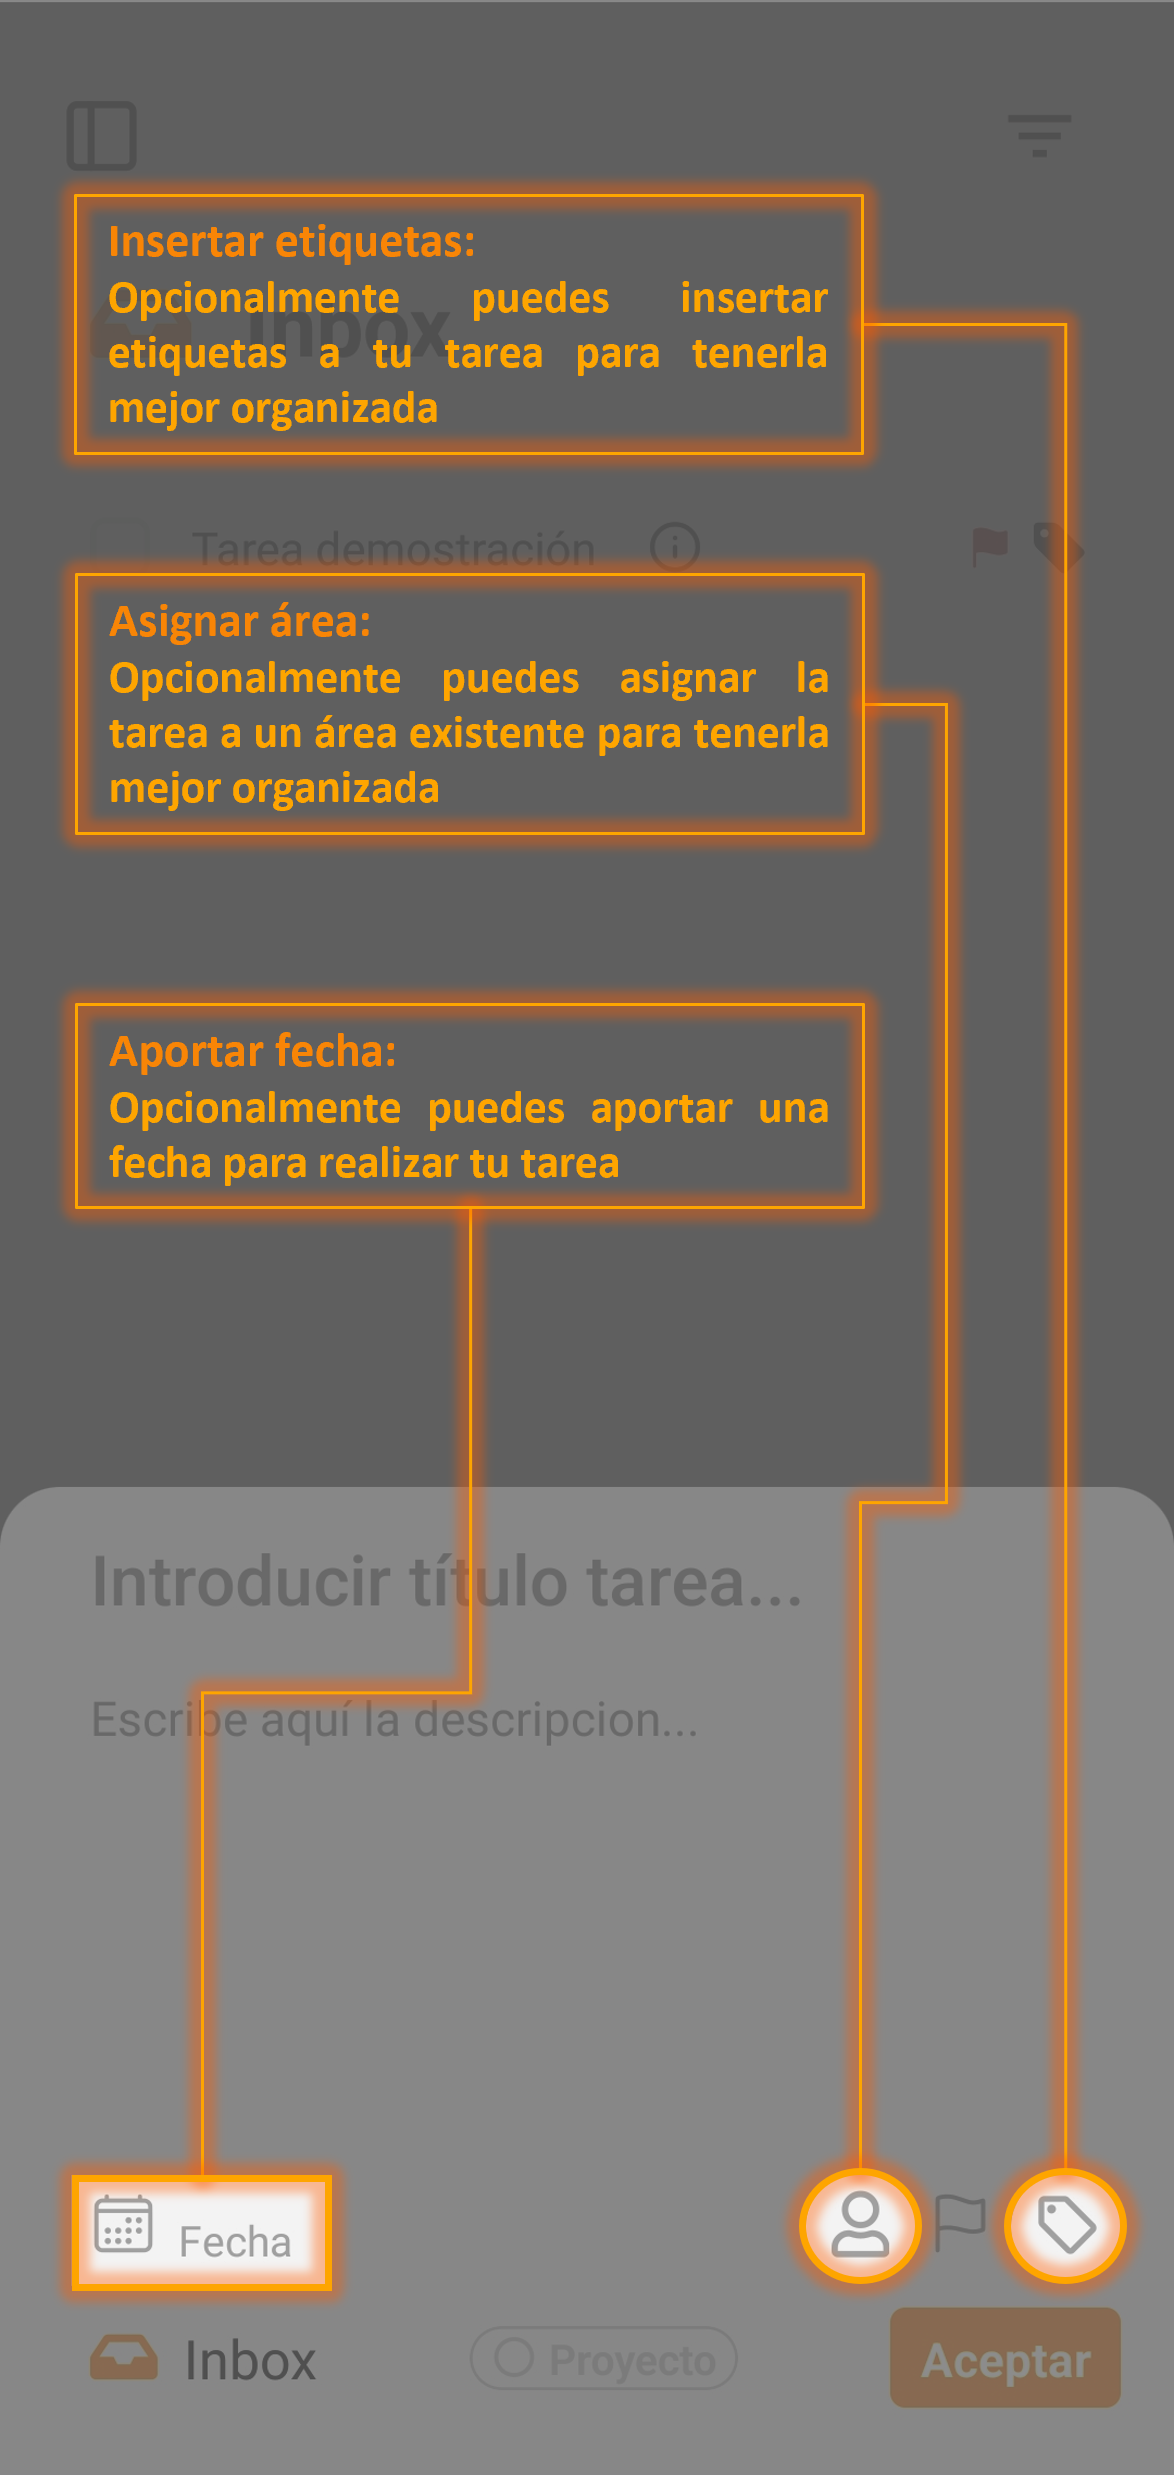 Insertar etiquetas:
Opcionalmente puedes insertar
etiquetas a tu tarea para tenerla
mejor organizada
Inbox
Tarea demostración
Asignar área:
Opcionalmente puedes asignar la
tarea a un área existente para tenerla
mejor organizada
Aportar fecha:
Opcionalmente puedes aportar una
fecha para realizar tu tarea
Introducir título tarea...
Escribe aquí la descripcion...
Fecha
Inbox
Proyecto
Aceptar